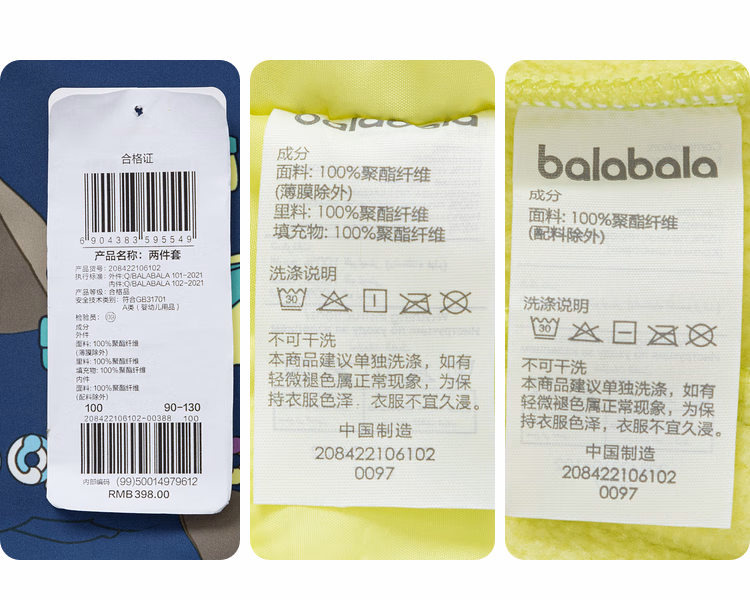 合格证
6 904383 595549
产品名称：两件套
产品货号：208422106102
执行标准：外件:Q/BALABALA 101-2021
内件:Q/BALABALA 102-2021
产品等级：合格品
安全技术类别：符合GB31701
A类（婴幼儿用品）
检验员：
成分
外件
面料：100%聚酯纤维
(薄膜除外)
里料：100%聚酯纤维
填充物：100%聚酯纤维
内件
面料：100%聚酯纤维
(配料除外)
100 90-130
208422106102-00388 100
内部编码 (99)50014979612
RMB398.00
balabala
成分
面料: 100%聚酯纤维
(薄膜除外)
里料: 100%聚酯纤维
填充物: 100%聚酯纤维
洗涤说明
30
不可干洗
本商品建议单独洗涤，如有
轻微褪色属正常现象，为保
持衣服色泽．衣服不宜久浸。
中国制造
208422106102
0097
balabala
成分
面料: 100%聚酯纤维
(配料除外)
洗涤说明
30
不可干洗
本商品建议单独洗涤，如有
轻微褪色属正常现象，为保
持衣服色泽，衣服不宜久浸。
中国制造
208422106102
0097